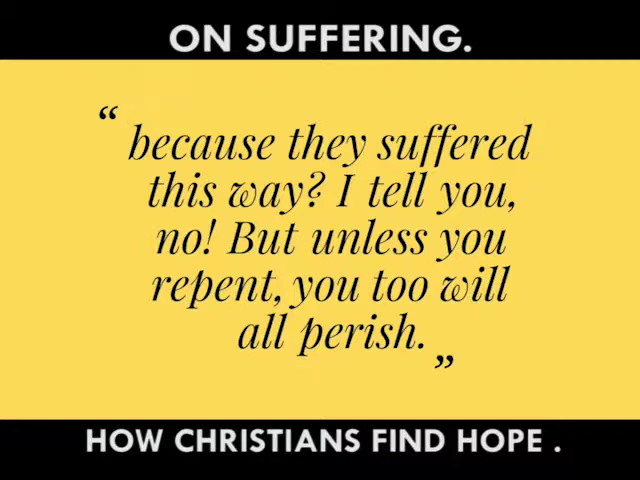 ON SUFFERING.
“ because they suffered
this way? I tell you,
no! But unless you
repent, you too will
all perish. ”
HOW CHRISTIANS FIND HOPE .